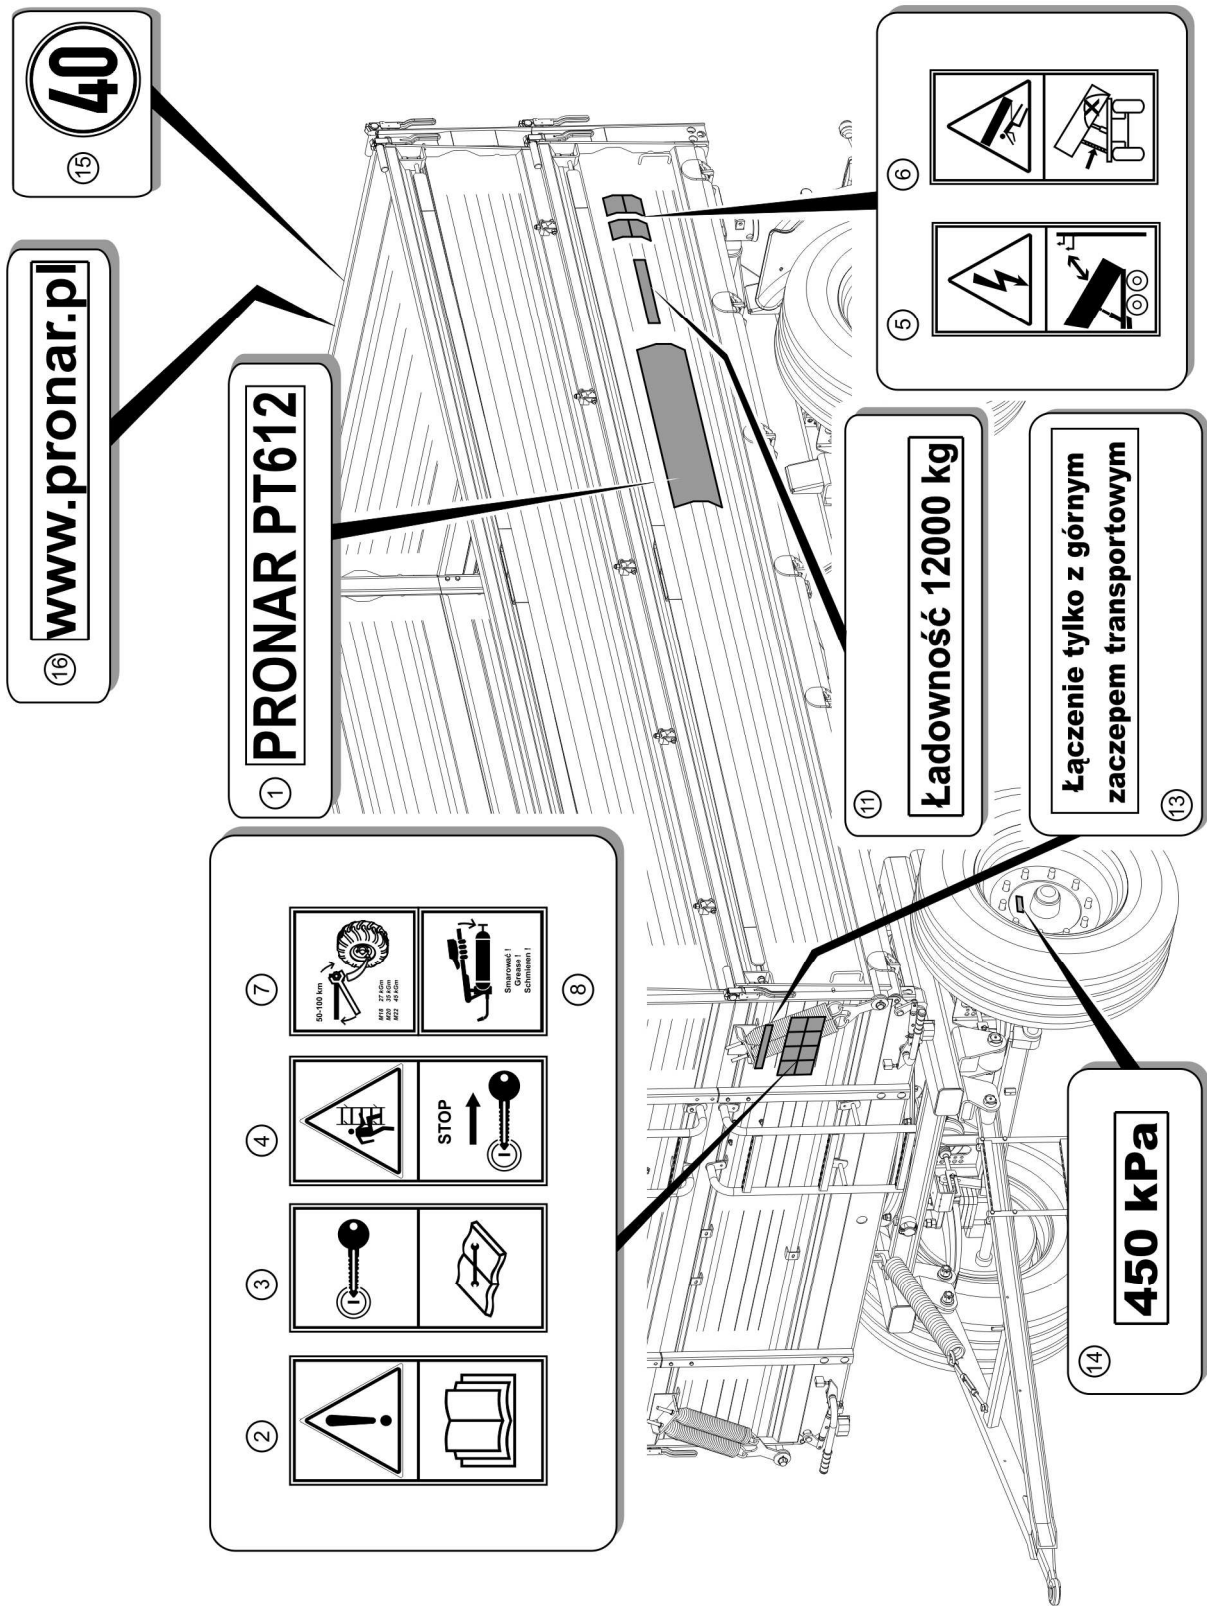 15
40
16
www.pronar.pl
1
PRONAR PT612
7
50-100 km
M18 27 kGm
M20 35 kGm
M22 45 kGm
Smarować !
Grease !
Schmieren !
8
4
STOP
3
2
6
5
11
Ładowność 12000 kg
Łączenie tylko z górnym
zaczepem transportowym
13
450 kPa
14